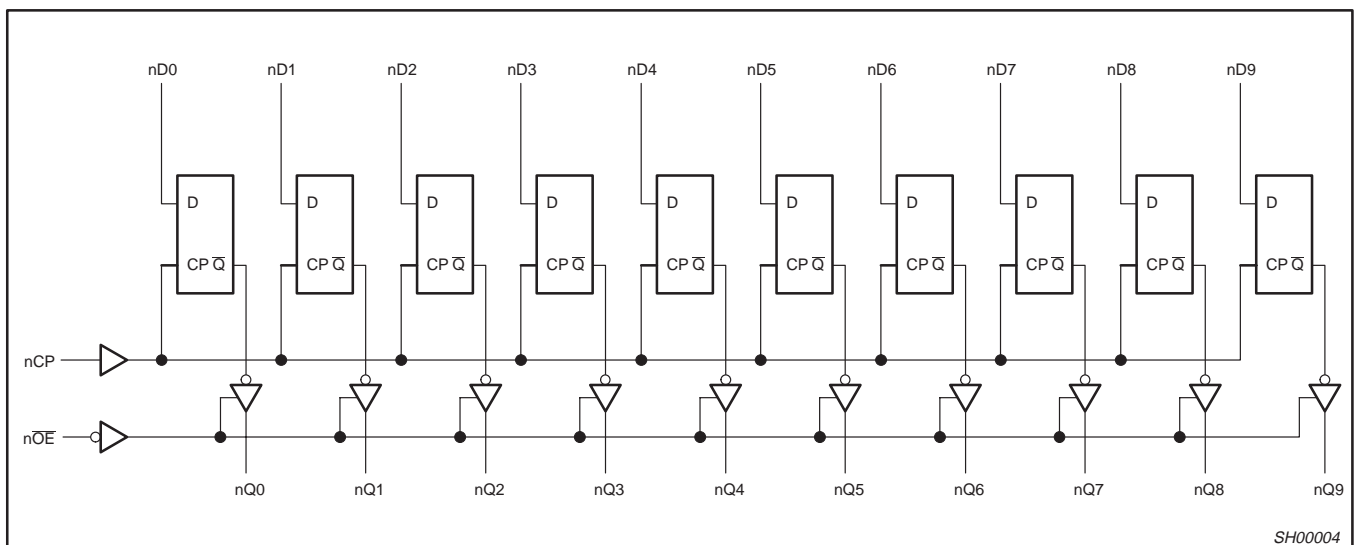 nD0 nD1 nD2 nD3 nD4 nD5 nD6 nD7 nD8 nD9
D D D D D D D D D D
CP Q̅ CP Q̅ CP Q̅ CP Q̅ CP Q̅ CP Q̅ CP Q̅ CP Q̅ CP Q̅ CP Q̅
nCP
nO̅E̅
nQ0 nQ1 nQ2 nQ3 nQ4 nQ5 nQ6 nQ7 nQ8 nQ9
SH00004